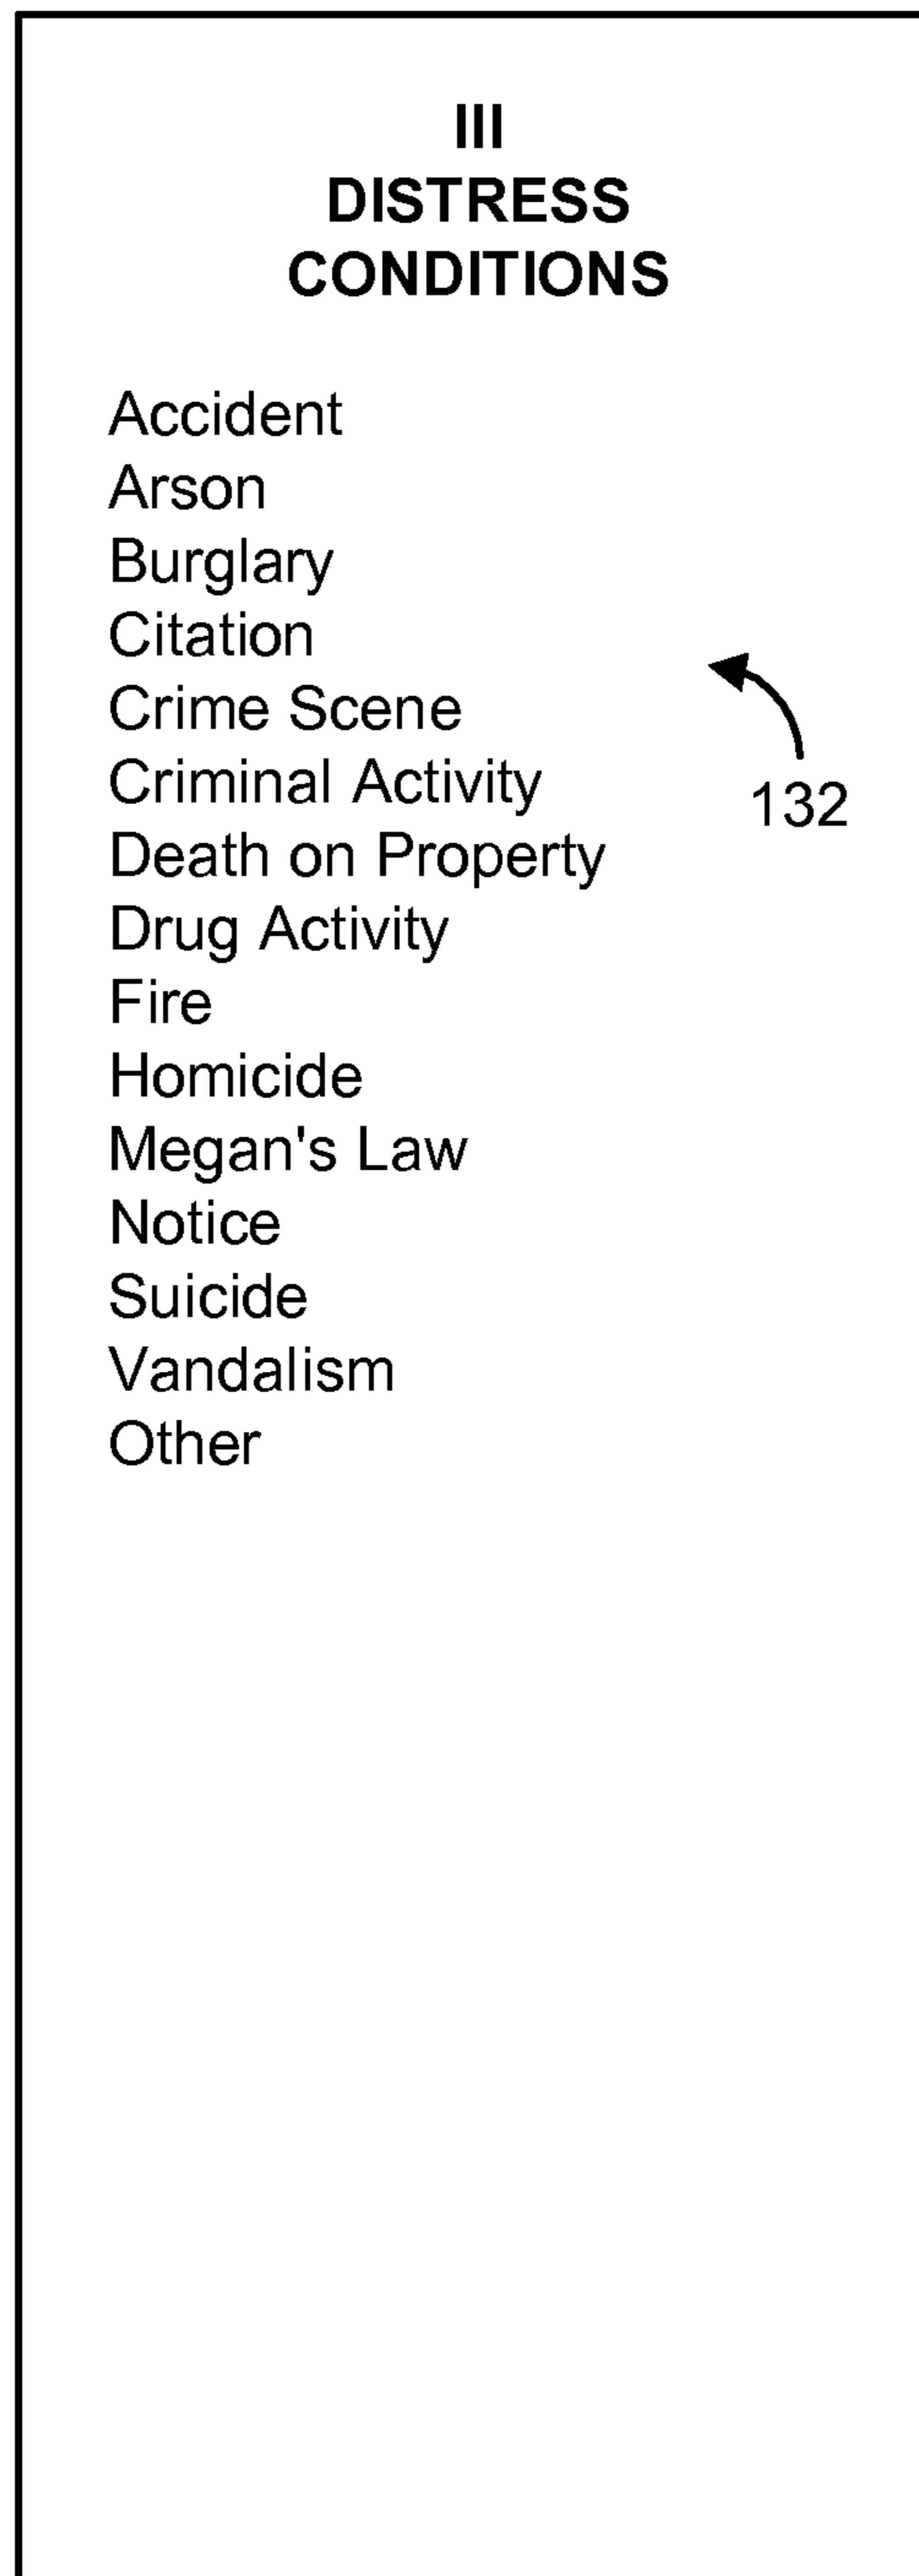 III
DISTRESS
CONDITIONS
Accident
Arson
Burglary
Citation
Crime Scene
Criminal Activity
132
Death on Property
Drug Activity
Fire
Homicide
Megan's Law
Notice
Suicide
Vandalism
Other